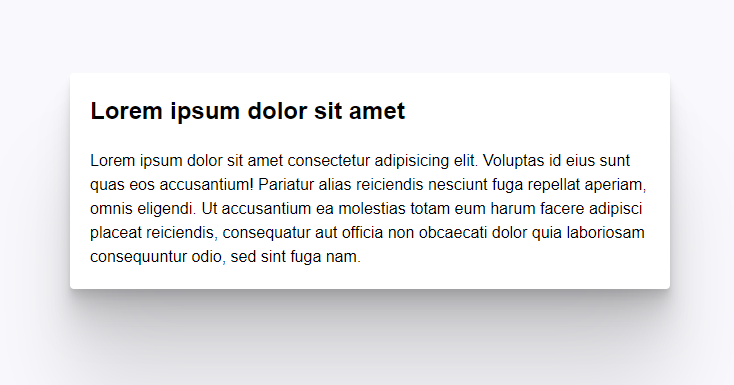 Lorem ipsum dolor sit amet
Lorem ipsum dolor sit amet consectetur adipisicing elit. Voluptas id eius sunt
quas eos accusantium! Pariatur alias reiciendis nesciunt fuga repellat aperiam,
omnis eligendi. Ut accusantium ea molestias totam eum harum facere adipisci
placeat reiciendis, consequatur aut officia non obcaecati dolor quia laboriosam
consequuntur odio, sed sint fuga nam.